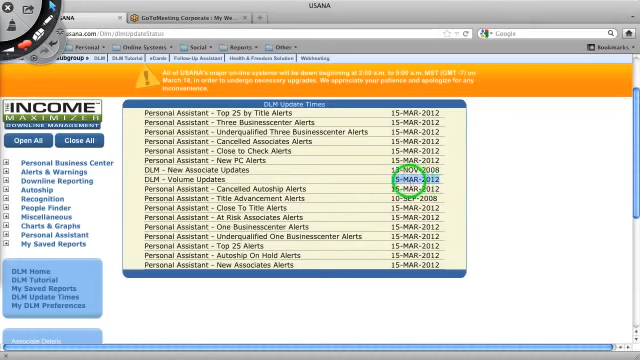 USANA
USANA
GoToMeeting Corporate : My We...
usana.com/Dlm/dlmUpdateStatus
Google
Personal
Online Systems
Social
Reports
Bookmarks
subgroup
DLM
DLM Tutorial
eCards
Follow-Up Assistant
Health & Freedom Solution
Webhosting
All of USANA's major on-line systems will be down beginning at 2:00 a.m. to 5:00 a.m. MST (GMT -7) on
March 18, in order to undergo necessary upgrades. We appreciate your patience and apologize for any
inconvenience.
THE INCOME
MAXIMIZER
DOWNLINE MANAGEMENT
Open All
Close All
Personal Business Center
Alerts & Warnings
Downline Reporting
Autoship
Recognition
People Finder
Miscellaneous
Charts & Graphs
Personal Assistant
My Saved Reports
DLM Home
DLM Tutorial
My Saved Reports
DLM Update Times
My DLM Preferences
Associate Details
DLM Update Times
Personal Assistant - Top 25 by Title Alerts 15-MAR-2012
Personal Assistant - Three Businesscenter Alerts 15-MAR-2012
Personal Assistant - Underqualified Three Businesscenter Alerts 15-MAR-2012
Personal Assistant - Cancelled Associates Alerts 15-MAR-2012
Personal Assistant - Close to Check Alerts 15-MAR-2012
Personal Assistant - New PC Alerts 15-MAR-2012
DLM - New Associate Updates 13-NOV-2008
DLM - Volume Updates 15-MAR-2012
Personal Assistant - Cancelled Autoship Alerts 15-MAR-2012
Personal Assistant - Title Advancement Alerts 10-SEP-2008
Personal Assistant - Close To Title Alerts 15-MAR-2012
Personal Assistant - At Risk Associates Alerts 15-MAR-2012
Personal Assistant - One Businesscenter Alerts 15-MAR-2012
Personal Assistant - Underqualified One Businesscenter Alerts 15-MAR-2012
Personal Assistant - Top 25 Alerts 15-MAR-2012
Personal Assistant - Autoship On Hold Alerts 15-MAR-2012
Personal Assistant - New Associates Alerts 15-MAR-2012